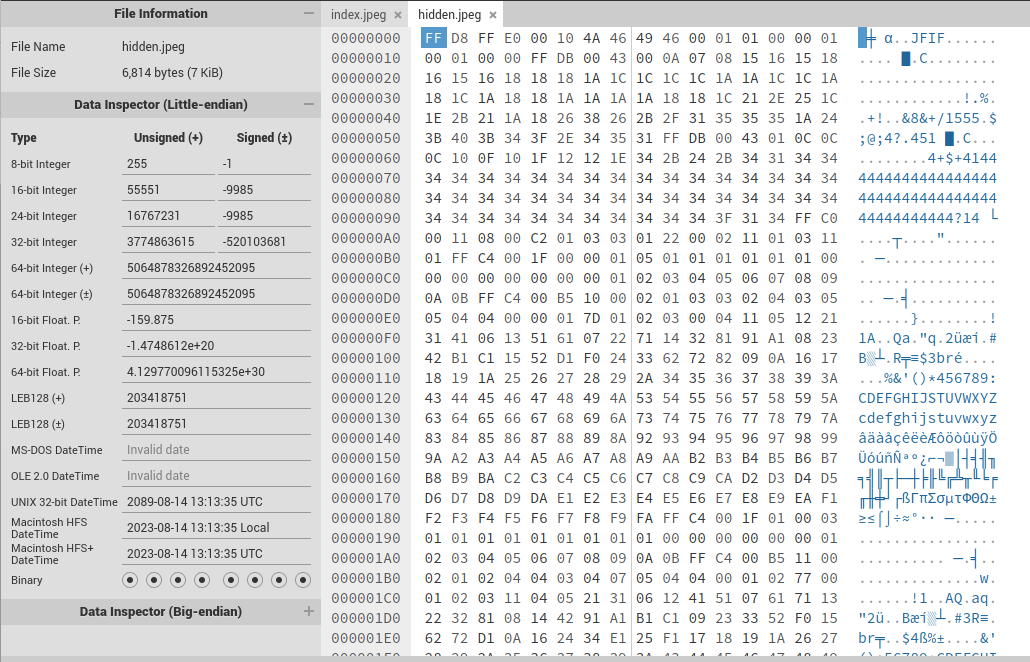 File Information
File Name hidden.jpeg
File Size 6,814 bytes (7 KiB)
Data Inspector (Little-endian)
Type Unsigned (+) Signed (±)
8-bit Integer 255 -1
16-bit Integer 55551 -9985
24-bit Integer 16767231 -9985
32-bit Integer 3774863615 -520103681
64-bit Integer (+) 5064878326892452095
64-bit Integer (±) 5064878326892452095
16-bit Float. P. -159.875
32-bit Float. P. -1.4748612e+20
64-bit Float. P. 4.129770096115325e+30
LEB128 (+) 203418751
LEB128 (±) 203418751
MS-DOS DateTime Invalid date
OLE 2.0 DateTime Invalid date
UNIX 32-bit DateTime 2089-08-14 13:13:35 UTC
Macintosh HFS
DateTime 2023-08-14 13:13:35 Local
Macintosh HFS+
DateTime 2023-08-14 13:13:35 UTC
Binary
Data Inspector (Big-endian)
index.jpeg × hidden.jpeg ×
00000000 FF D8 FF E0 00 10 4A 46 49 46 00 01 01 00 00 01 ╪ α..JFIF......
00000010 00 01 00 00 FF DB 00 43 00 0A 07 08 15 16 15 18 .... █.C........
00000020 16 15 16 18 18 18 1A 1C 1C 1C 1C 1A 1A 1C 1C 1A ................
00000030 18 1C 1A 18 18 1A 1A 1A 1A 18 18 1C 21 2E 25 1C ............!.%.
00000040 1E 2B 21 1A 18 26 38 26 2B 2F 31 35 35 35 1A 24 .+!..&8&+/1555.$
00000050 3B 40 3B 34 3F 2E 34 35 31 FF DB 00 43 01 0C 0C ;@;4?.451 █.C...
00000060 0C 10 0F 10 1F 12 12 1E 34 2B 24 2B 34 31 34 34 ........4+$+4144
00000070 34 34 34 34 34 34 34 34 34 34 34 34 34 34 34 34 4444444444444444
00000080 34 34 34 34 34 34 34 34 34 34 34 34 34 34 34 34 4444444444444444
00000090 34 34 34 34 34 34 34 34 34 34 34 3F 31 34 FF C0 44444444444?14 └
000000A0 00 11 08 00 C2 01 03 03 01 22 00 02 11 01 03 11 ....┬...."......
000000B0 01 FF C4 00 1F 00 00 01 05 01 01 01 01 01 01 00 . ─.............
000000C0 00 00 00 00 00 00 00 01 02 03 04 05 06 07 08 09 ................
000000D0 0A 0B FF C4 00 B5 10 00 02 01 03 03 02 04 03 05 .. ─.╡..........
000000E0 05 04 04 00 00 01 7D 01 02 03 00 04 11 05 12 21 ......}........!
000000F0 31 41 06 13 51 61 07 22 71 14 32 81 91 A1 08 23 1A..Qa."q.2üæí.#
00000100 42 B1 C1 15 52 D1 F0 24 33 62 72 82 09 0A 16 17 B▒┴.R╤≡$3bré....
00000110 18 19 1A 25 26 27 28 29 2A 34 35 36 37 38 39 3A ...%&'()*456789:
00000120 43 44 45 46 47 48 49 4A 53 54 55 56 57 58 59 5A CDEFGHIJSTUVWXYZ
00000130 63 64 65 66 67 68 69 6A 73 74 75 76 77 78 79 7A cdefghijstuvwxyz
00000140 83 84 85 86 87 88 89 8A 92 93 94 95 96 97 98 99 âäàåçêëèÆôöòûùÿÖ
00000150 9A A2 A3 A4 A5 A6 A7 A8 A9 AA B2 B3 B4 B5 B6 B7 ÜóúñÑªº¿⌐¬▓│┤╡╢╖
00000160 B8 B9 BA C2 C3 C4 C5 C6 C7 C8 C9 CA D2 D3 D4 D5 ╕╣║┬├─┼╞╟╚╔╩╥╙╘╒
00000170 D6 D7 D8 D9 DA E1 E2 E3 E4 E5 E6 E7 E8 E9 EA F1 ╓╫╪┘┌ßΓπΣσµτΦΘΩ±
00000180 F2 F3 F4 F5 F6 F7 F8 F9 FA FF C4 00 1F 01 00 03 ≥≤⌠⌡÷≈°∙· ─.....
00000190 01 01 01 01 01 01 01 01 01 00 00 00 00 00 00 01 ................
000001A0 02 03 04 05 06 07 08 09 0A 0B FF C4 00 B5 11 00 .......... ─.╡..
000001B0 02 01 02 04 04 03 04 07 05 04 04 00 01 02 77 00 ..............w.
000001C0 01 02 03 11 04 05 21 31 06 12 41 51 07 61 71 13 ......!1..AQ.aq.
000001D0 22 32 81 08 14 42 91 A1 B1 C1 09 23 33 52 F0 15 "2ü..Bæí▒┴.#3R≡.
000001E0 62 72 D1 0A 16 24 34 E1 25 F1 17 18 19 1A 26 27 br╤..$4ß%±....&'